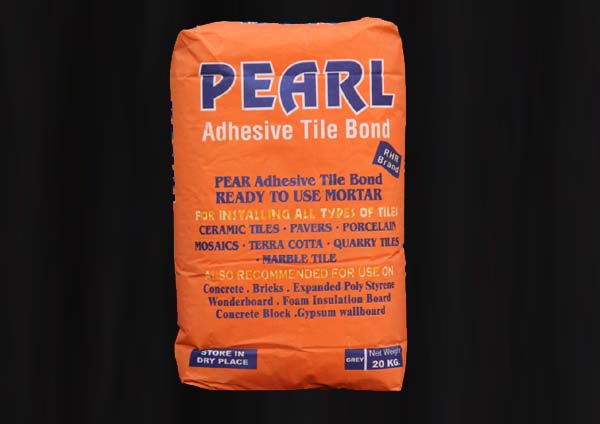 PEARL
Adhesive Tile Bond
RHR
Brand
PEAR Adhesive Tile Bond
READY TO USE MORTAR
FOR INSTALLING ALL TYPES OF TILES
CERAMIC TILES · PAVERS · PORCELAIN
MOSAICS · TERRA COTTA · QUARRY TILES
· MARBLE TILE
ALSO RECOMMENDED FOR USE ON
Concrete . Bricks . Expanded Poly Styrene
Wonderboard . Foam Insulation Board
Concrete Block .Gypsum wallboard
STORE IN
DRY PLACE
GREY
Net Weight
20 KG.